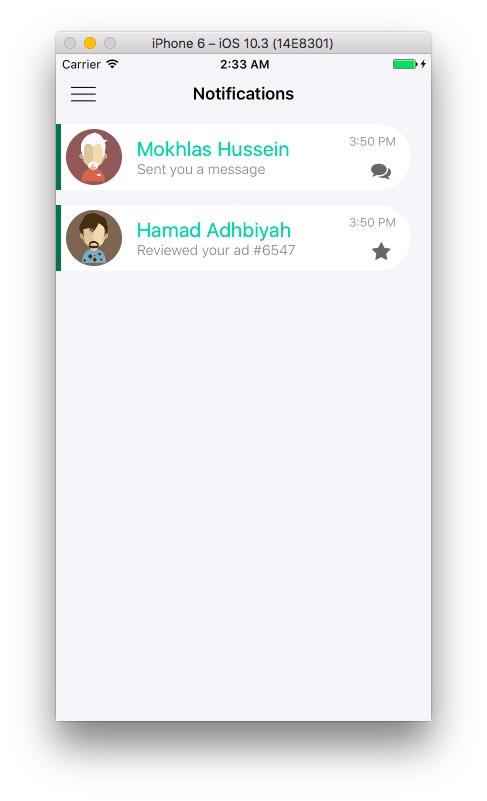 iPhone 6 – iOS 10.3 (14E8301)
Carrier 2:33 AM
Notifications
Mokhlas Hussein 3:50 PM
Sent you a message
Hamad Adhbiyah 3:50 PM
Reviewed your ad #6547